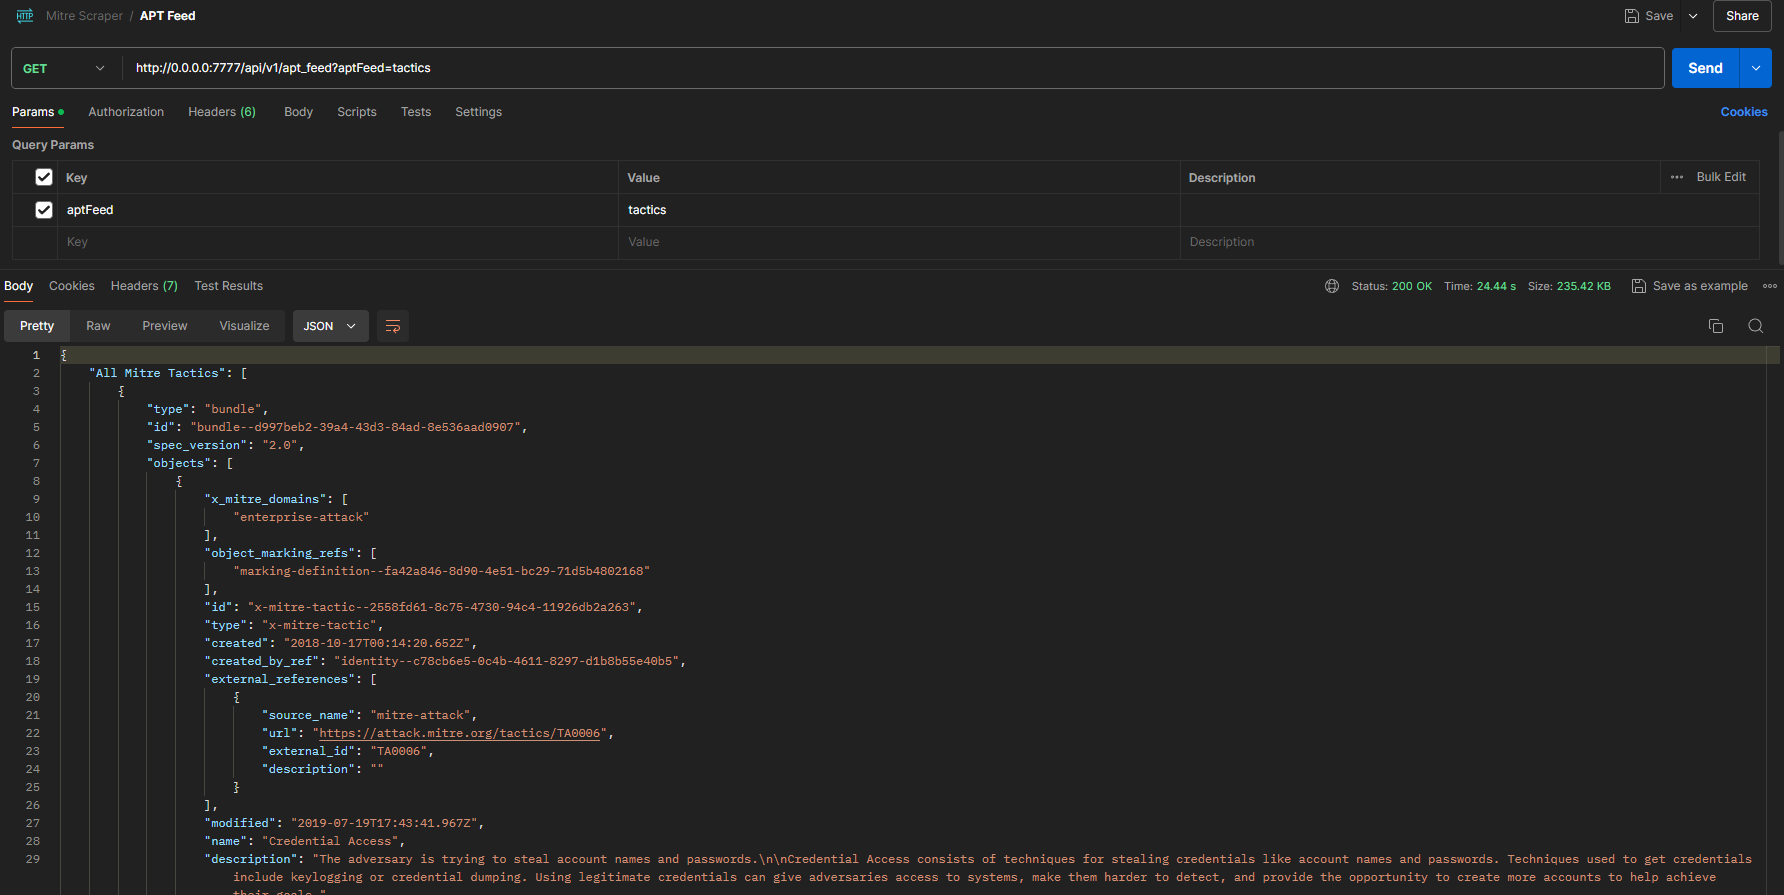 HTTP Mitre Scraper / APT Feed Save Share
GET http://0.0.0.0:7777/api/v1/apt_feed?aptFeed=tactics Send
Params Authorization Headers (6) Body Scripts Tests Settings Cookies
Query Params
Key Value Description ••• Bulk Edit
aptFeed tactics
Key Value Description
Body Cookies Headers (7) Test Results Status: 200 OK Time: 24.44 s Size: 235.42 KB Save as example
Pretty Raw Preview Visualize JSON
1 {
2 "All Mitre Tactics": [
3 {
4 "type": "bundle",
5 "id": "bundle--d997beb2-39a4-43d3-84ad-8e536aad0907",
6 "spec_version": "2.0",
7 "objects": [
8 {
9 "x_mitre_domains": [
10 "enterprise-attack"
11 ],
12 "object_marking_refs": [
13 "marking-definition--fa42a846-8d90-4e51-bc29-71d5b4802168"
14 ],
15 "id": "x-mitre-tactic--2558fd61-8c75-4730-94c4-11926db2a263",
16 "type": "x-mitre-tactic",
17 "created": "2018-10-17T00:14:20.652Z",
18 "created_by_ref": "identity--c78cb6e5-0c4b-4611-8297-d1b8b55e40b5",
19 "external_references": [
20 {
21 "source_name": "mitre-attack",
22 "url": "https://attack.mitre.org/tactics/TA0006",
23 "external_id": "TA0006",
24 "description": ""
25 }
26 ],
27 "modified": "2019-07-19T17:43:41.967Z",
28 "name": "Credential Access",
29 "description": "The adversary is trying to steal account names and passwords.\n\nCredential Access consists of techniques for stealing credentials like account names and passwords. Techniques used to get credentials
include keylogging or credential dumping. Using legitimate credentials can give adversaries access to systems, make them harder to detect, and provide the opportunity to create more accounts to help achieve
their goals."